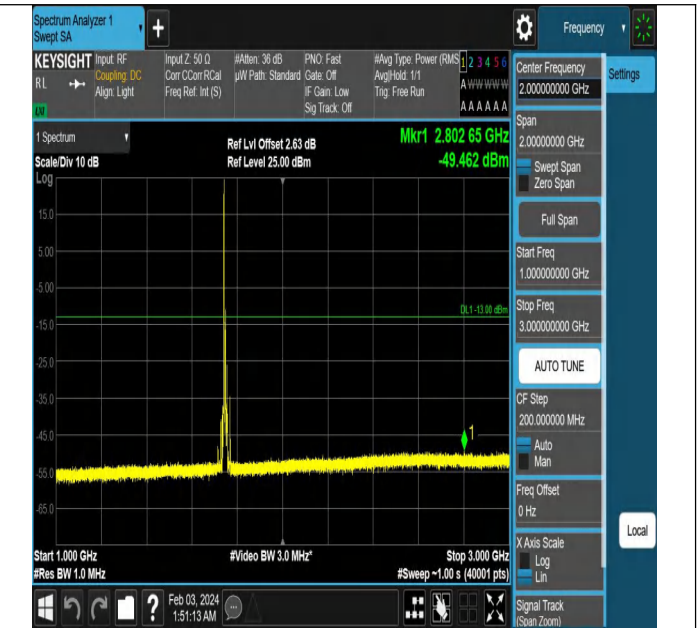 Spectrum Analyzer 1
Swept SA
Frequency
KEYSIGHT
RL
Input: RF
Coupling: DC
Align: Light
Input Z: 50 Ω
Corr CCorr RCal
Freq Ref: Int (S)
#Atten: 36 dB
µW Path: Standard
PNO: Fast
Gate: Off
IF Gain: Low
Sig Track: Off
#Avg Type: Power (RMS
Avg|Hold: 1/1
Trig: Free Run
1 2 3 4 5 6
A W W W W W
A A A A A A
1 Spectrum
Scale/Div 10 dB
Log
Ref Lvl Offset 2.63 dB
Ref Level 25.00 dBm
Mkr1 2.802 65 GHz
-49.462 dBm
15.0
5.00
-5.00
-15.0
-25.0
-35.0
-45.0
-55.0
-65.0
DL1 -13.00 dBm
1
Start 1.000 GHz
#Res BW 1.0 MHz
#Video BW 3.0 MHz*
Stop 3.000 GHz
#Sweep ~1.00 s (40001 pts)
Feb 03, 2024
1:51:13 AM
Center Frequency
2.000000000 GHz
Settings
Span
2.00000000 GHz
Swept Span
Zero Span
Full Span
Start Freq
1.000000000 GHz
Stop Freq
3.000000000 GHz
AUTO TUNE
CF Step
200.000000 MHz
Auto
Man
Freq Offset
0 Hz
X Axis Scale
Log
Lin
Signal Track
(Span Zoom)
Local